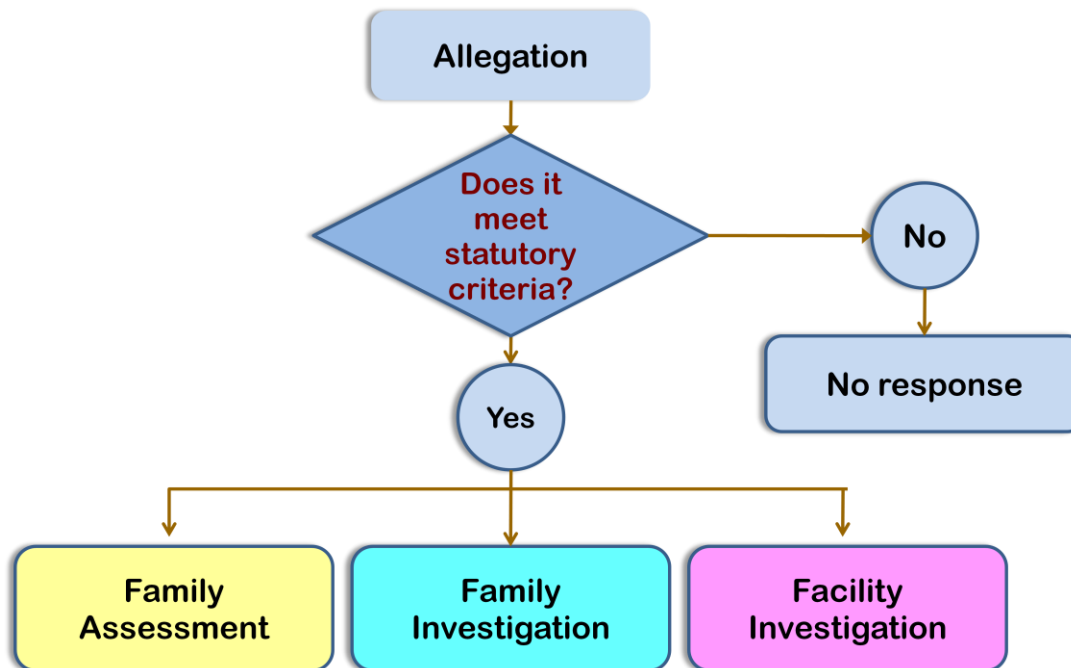 Allegation
Does it
meet
statutory
criteria?
No
No response
Yes
Family
Assessment
Family
Investigation
Facility
Investigation